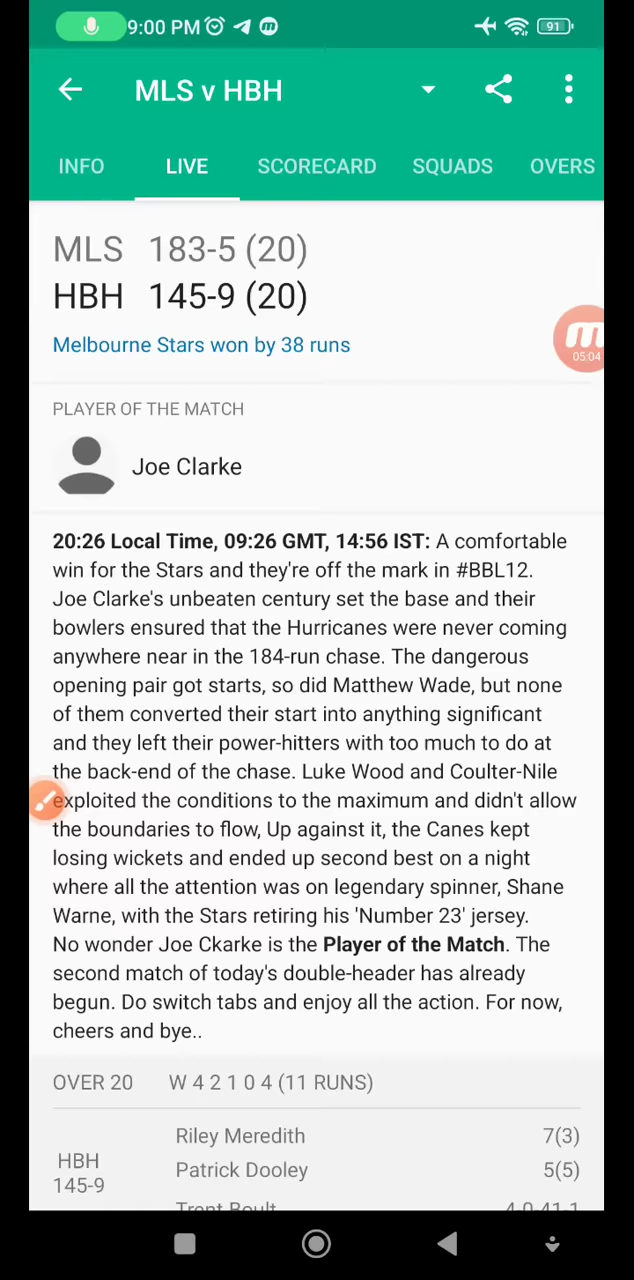 9:00 PM
91
MLS v HBH
INFO LIVE SCORECARD SQUADS OVERS
MLS 183-5 (20)
HBH 145-9 (20)
Melbourne Stars won by 38 runs
05:04
PLAYER OF THE MATCH
Joe Clarke
20:26 Local Time, 09:26 GMT, 14:56 IST: A comfortable
win for the Stars and they're off the mark in #BBL12.
Joe Clarke's unbeaten century set the base and their
bowlers ensured that the Hurricanes were never coming
anywhere near in the 184-run chase. The dangerous
opening pair got starts, so did Matthew Wade, but none
of them converted their start into anything significant
and they left their power-hitters with too much to do at
the back-end of the chase. Luke Wood and Coulter-Nile
exploited the conditions to the maximum and didn't allow
the boundaries to flow, Up against it, the Canes kept
losing wickets and ended up second best on a night
where all the attention was on legendary spinner, Shane
Warne, with the Stars retiring his 'Number 23' jersey.
No wonder Joe Ckarke is the Player of the Match. The
second match of today's double-header has already
begun. Do switch tabs and enjoy all the action. For now,
cheers and bye..
OVER 20 W 4 2 1 0 4 (11 RUNS)
Riley Meredith 7(3)
HBH
Patrick Dooley 5(5)
145-9
Trent Boult 4-0-41-1